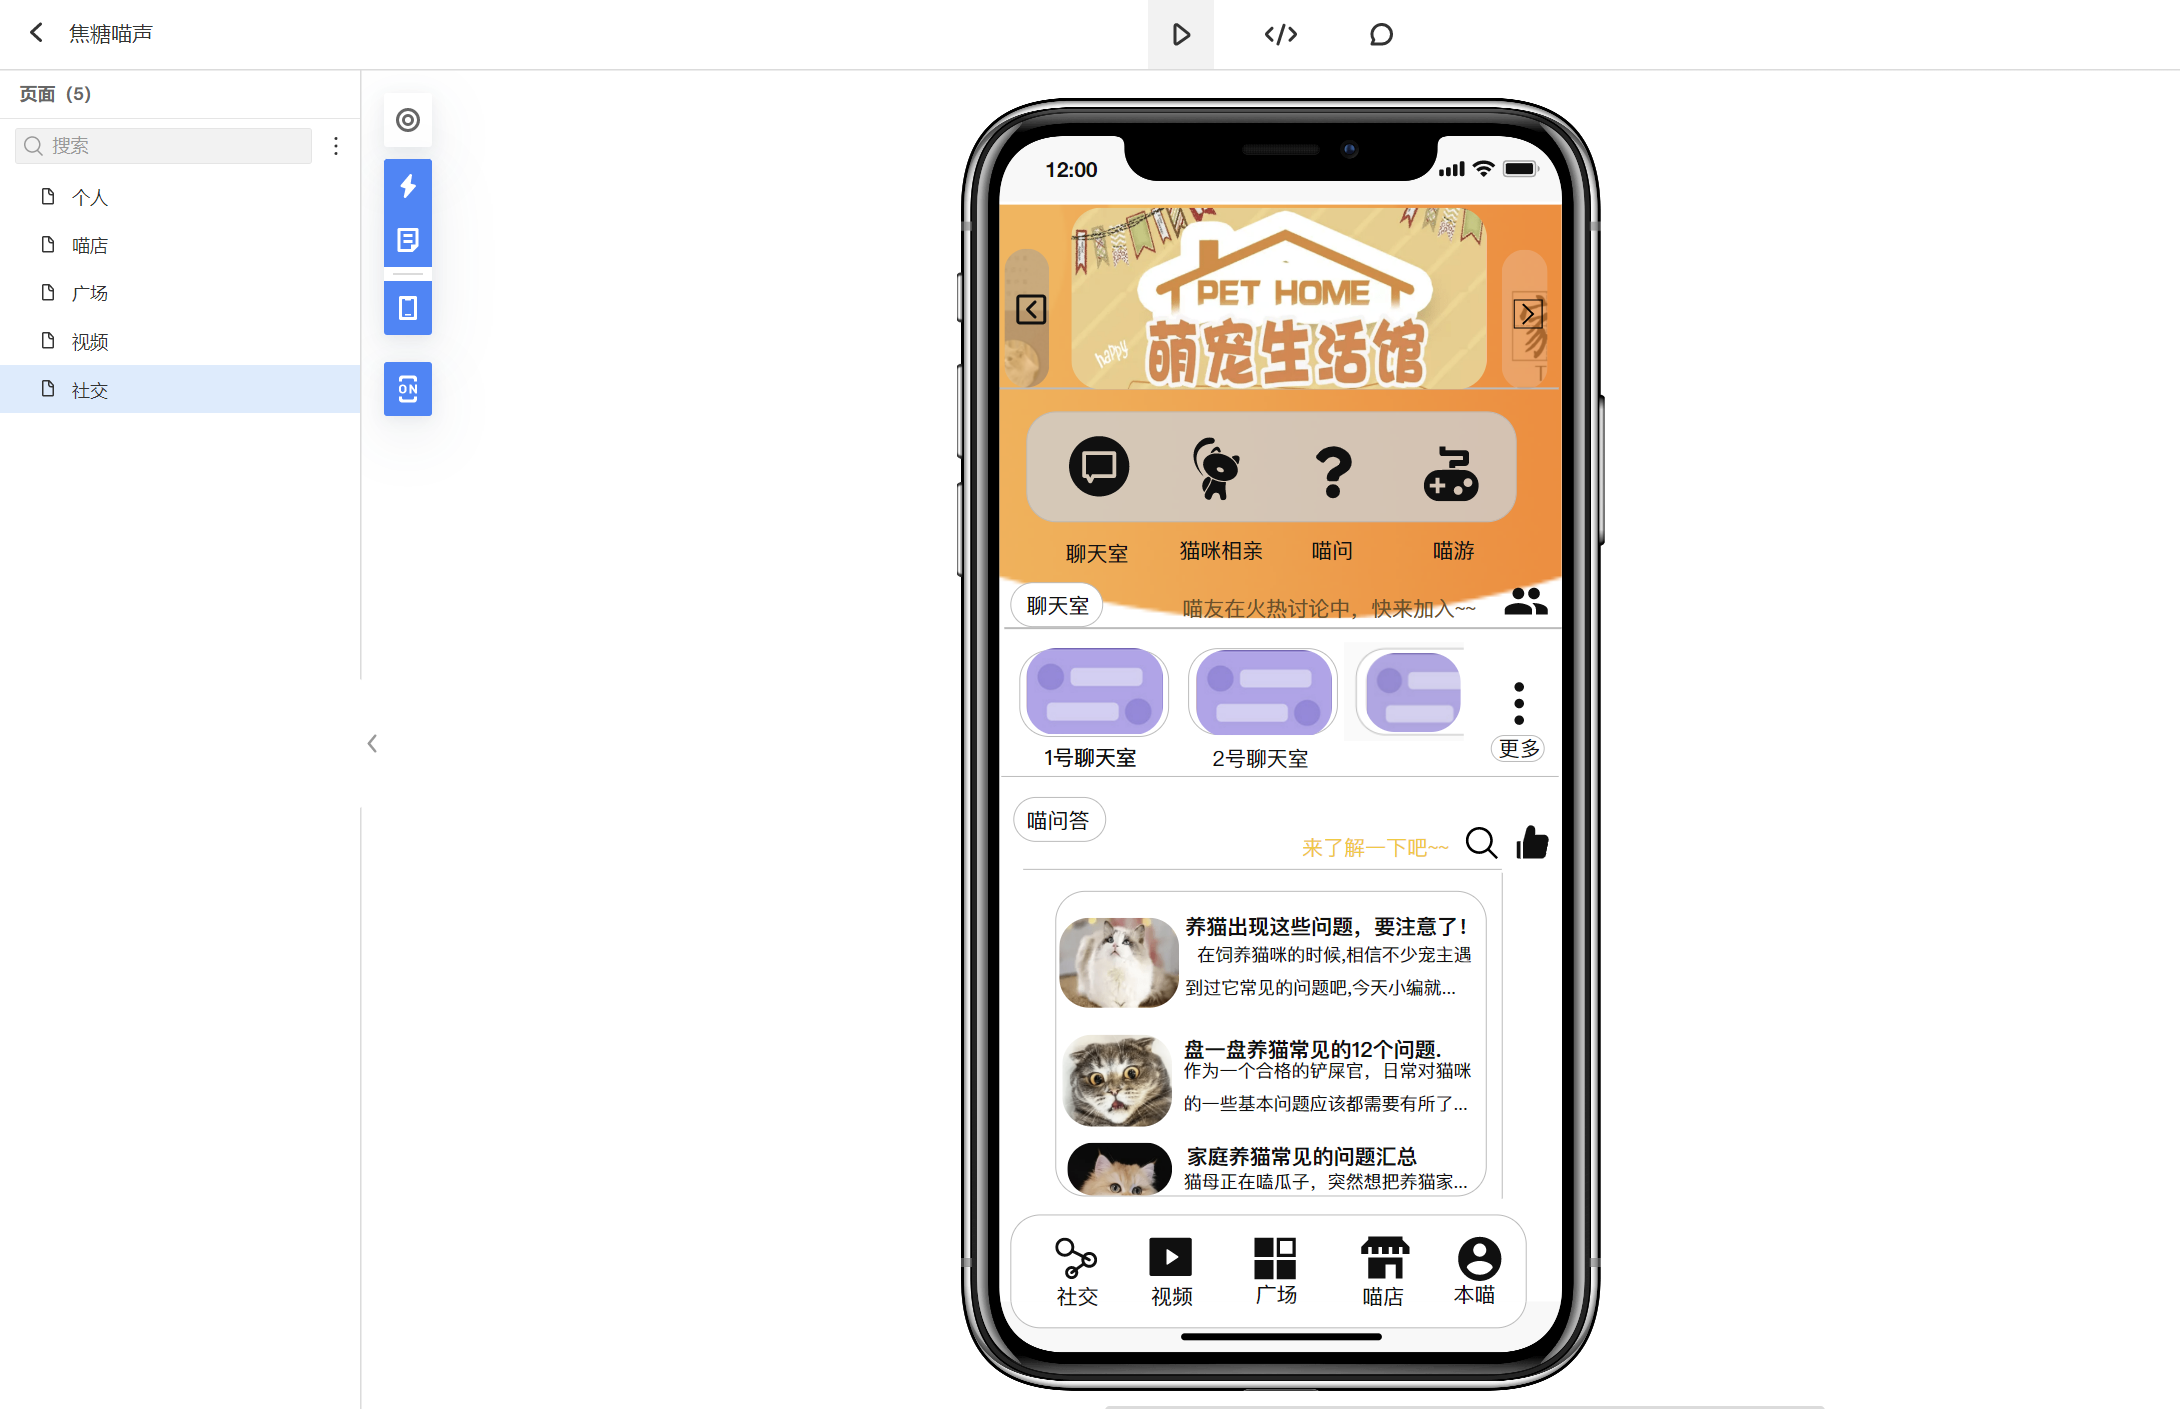 焦糖喵声
页面（5）
搜索
个人
喵店
广场
视频
社交
ON
12:00
PET HOME
happy
萌宠生活馆
家
T
聊天室
猫咪相亲
喵问
喵游
聊天室
喵友在火热讨论中，快来加入~~
1号聊天室
2号聊天室
更多
喵问答
来了解一下吧~~
养猫出现这些问题，要注意了！
在饲养猫咪的时候,相信不少宠主遇
到过它常见的问题吧,今天小编就...
盘一盘养猫常见的12个问题.
作为一个合格的铲屎官，日常对猫咪
的一些基本问题应该都需要有所了...
家庭养猫常见的问题汇总
猫母正在嗑瓜子，突然想把养猫家...
社交
视频
广场
喵店
本喵